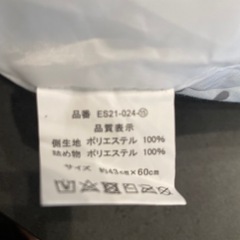 品番 ES21-024-⑮
品質表示
側生地 ポリエステル 100%
詰め物 ポリエステル 100%
サイズ 約43cm×60cm